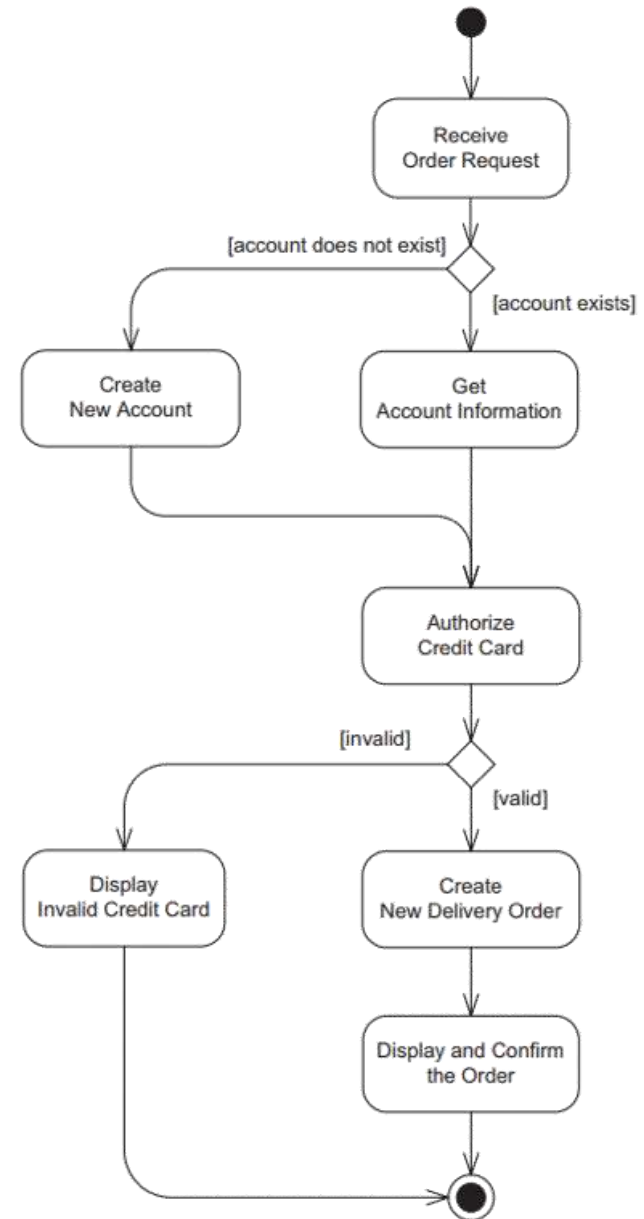 Receive
Order Request
[account does not exist]
[account exists]
Create
New Account
Get
Account Information
Authorize
Credit Card
[invalid]
[valid]
Display
Invalid Credit Card
Create
New Delivery Order
Display and Confirm
the Order